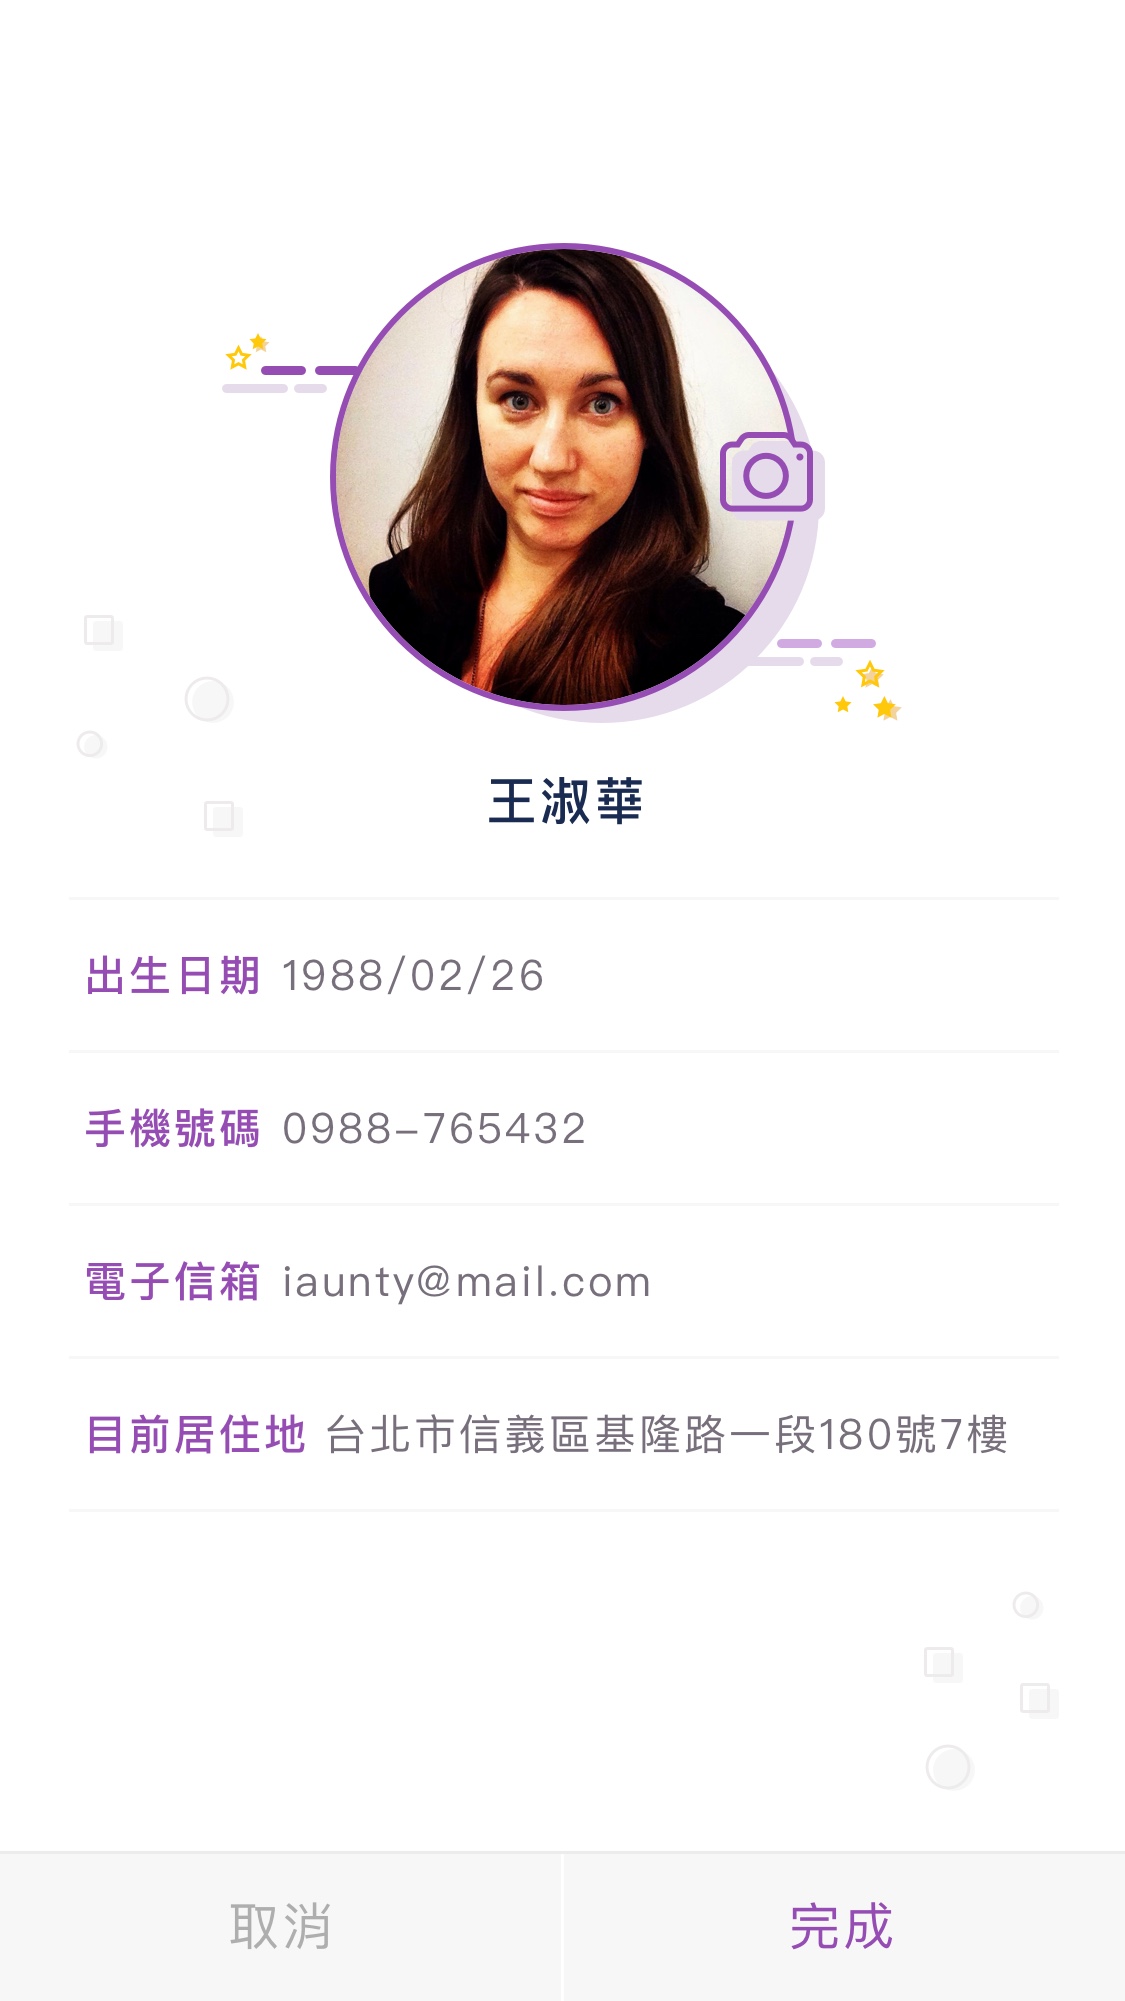 王淑華
出生日期 1988/02/26
手機號碼 0988-765432
電子信箱 iaunty@mail.com
目前居住地 台北市信義區基隆路一段180號7樓
取消 完成